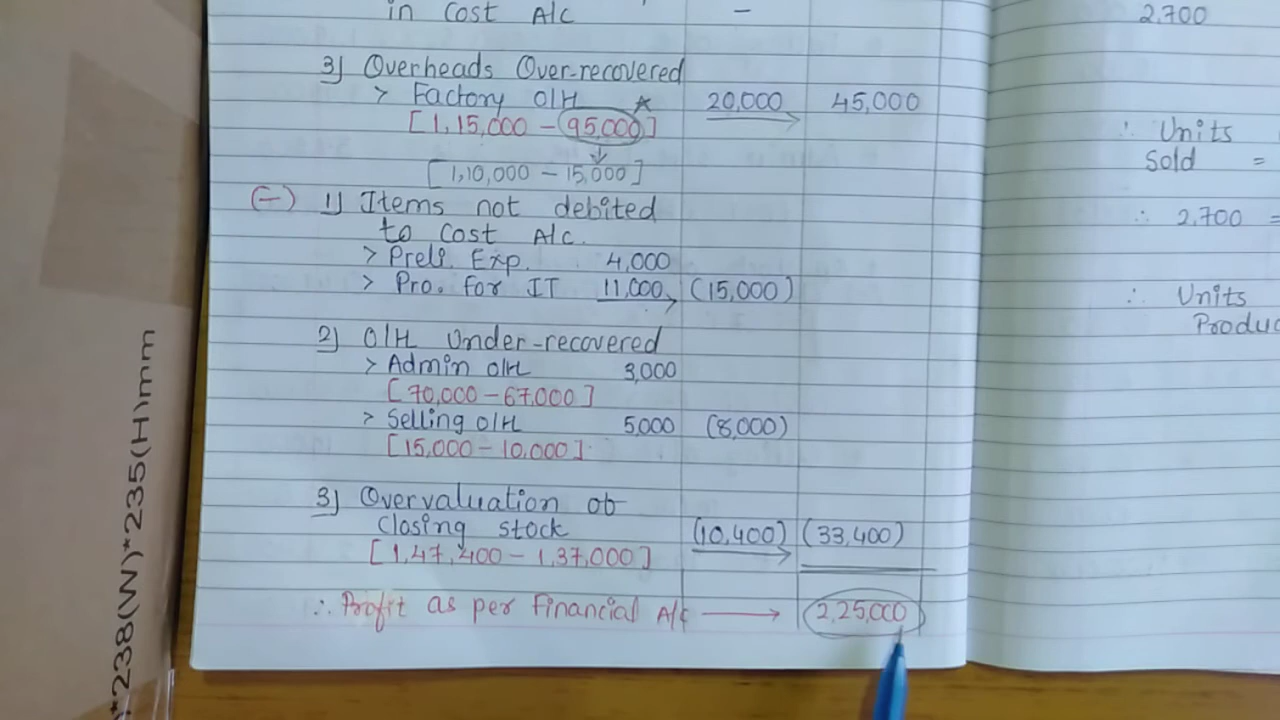 in Cost A/c —
2,700
3) Overheads Over-recovered
> Factory O/H 20,000 45,000
[1,15,000 - 95,000]
[1,10,000 - 15,000]
(-) 1) Items not debited
to Cost A/c.
> Preli. Exp. 4,000
> Pro. for IT 11,000 (15,000)
2) O/H Under-recovered
> Admin O/H 3,000
[70,000 - 67,000]
> Selling O/H 5,000 (8,000)
[15,000 - 10,000]
3) Overvaluation of
Closing stock (10,400) (33,400)
[1,47,400 - 1,37,000]
∴ Profit as per Financial A/c → 2,25,000
∴ Units
Sold =
∴ 2,700 =
∴ Units
*238(W)*235(H)mm